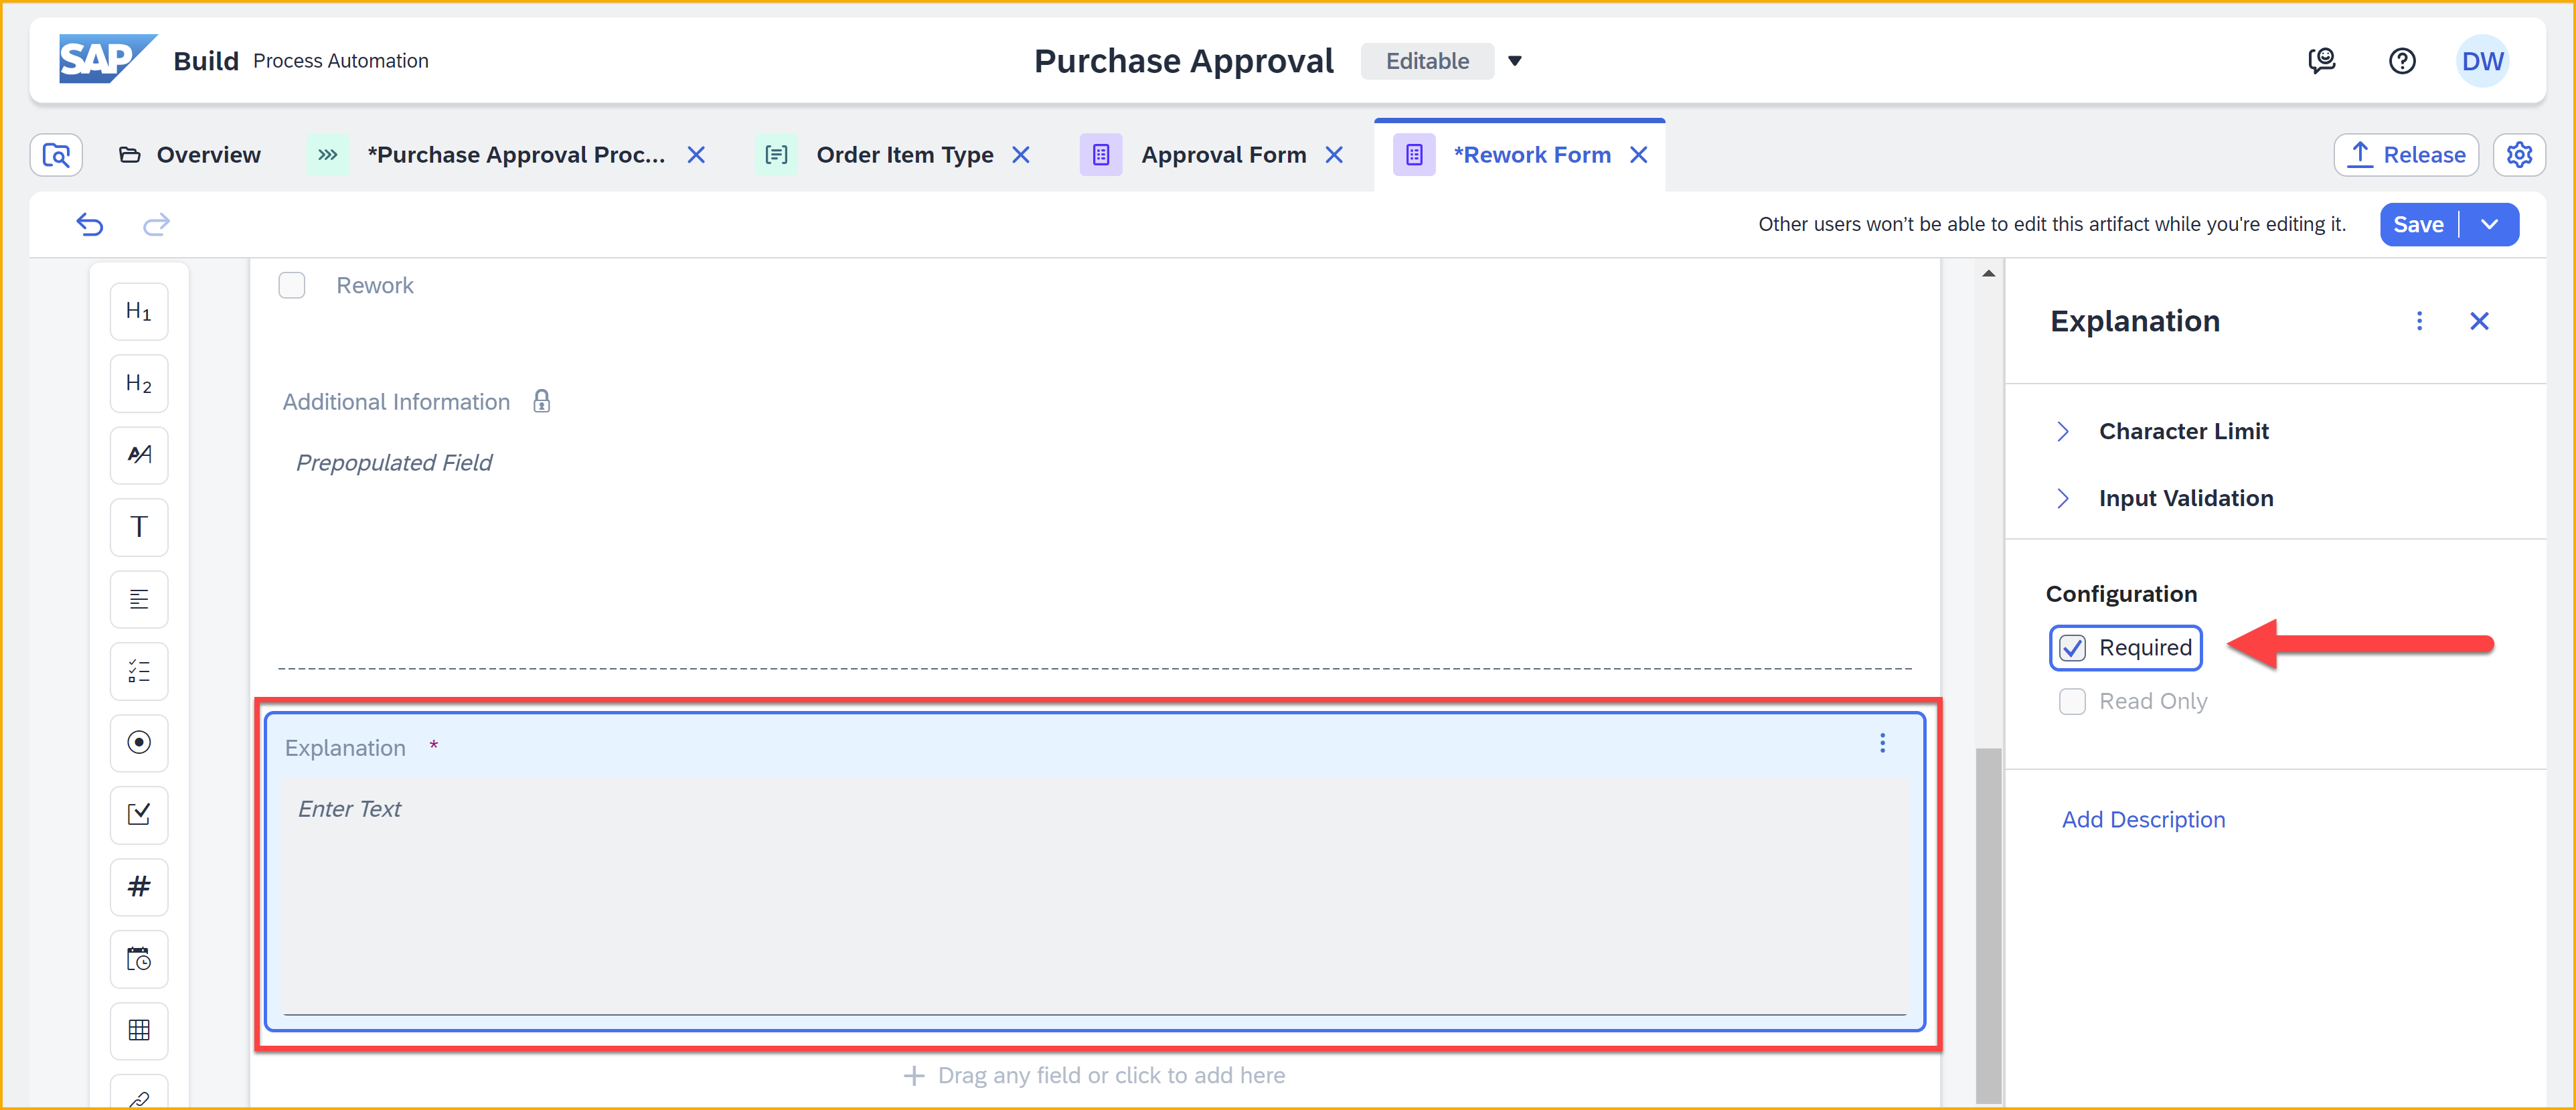 SAP Build Process Automation
Purchase Approval Editable
DW
Overview
*Purchase Approval Proc...
Order Item Type
Approval Form
*Rework Form
Release
Other users won't be able to edit this artifact while you're editing it.
Save
H1
H2
AA
T
#
Rework
Additional Information
Prepopulated Field
Explanation *
Enter Text
Drag any field or click to add here
Explanation
Character Limit
Input Validation
Configuration
Required
Read Only
Add Description